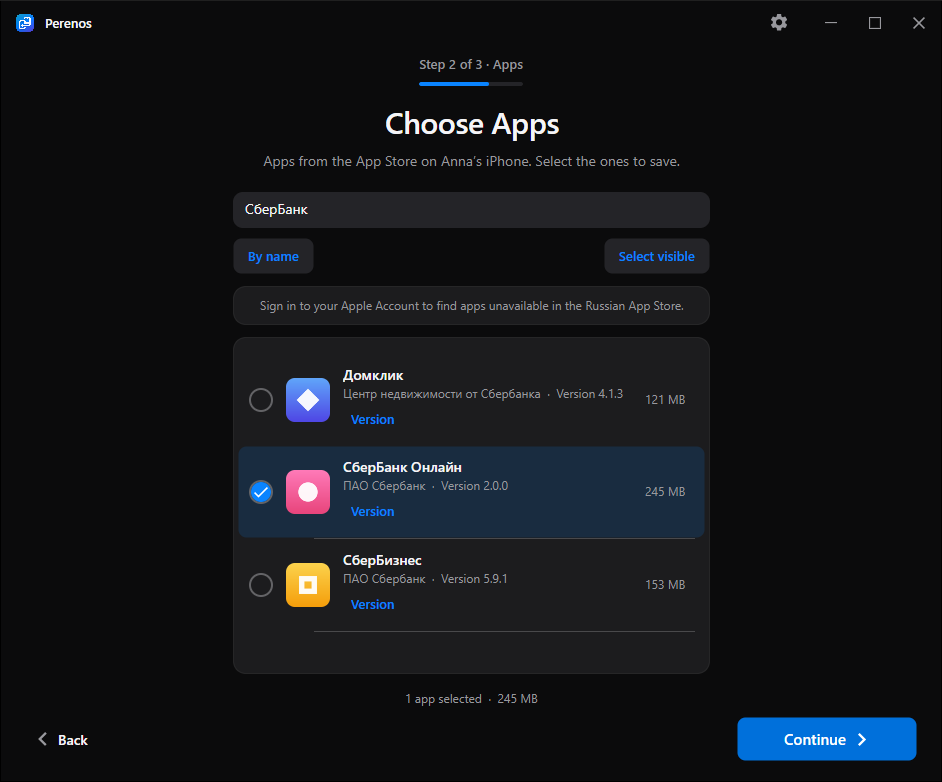 Perenos
Step 2 of 3 · Apps
Choose Apps
Apps from the App Store on Anna's iPhone. Select the ones to save.
СберБанк
By name
Select visible
Sign in to your Apple Account to find apps unavailable in the Russian App Store.
Домклик
Центр недвижимости от Сбербанка · Version 4.1.3
121 MB
Version
СберБанк Онлайн
ПАО Сбербанк · Version 2.0.0
245 MB
Version
СберБизнес
ПАО Сбербанк · Version 5.9.1
153 MB
Version
1 app selected · 245 MB
Back
Continue